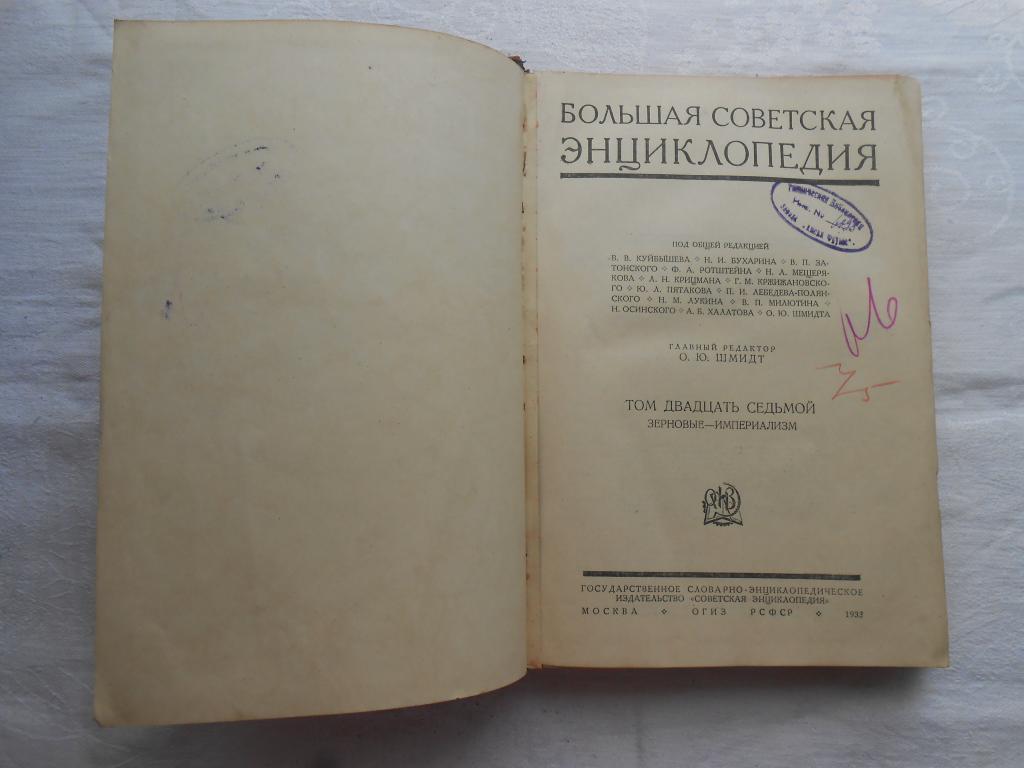 БОЛЬШАЯ СОВЕТСКАЯ
ЭНЦИКЛОПЕДИЯ
ПОД ОБЩЕЙ РЕДАКЦИЕЙ
В. В. КУЙБЫШЕВА ⬥ Н. И. БУХАРИНА ⬥ В. П. ЗА-
ТОНСКОГО ⬥ Ф. А. РОТШТЕЙНА ⬥ Н. Л. МЕЩЕРЯ-
КОВА ⬥ Л. Н. КРИЦМАНА ⬥ Г. М. КРЖИЖАНОВСКО-
ГО ⬥ Ю. Л. ПЯТАКОВА ⬥ П. И. ЛЕБЕДЕВА-ПОЛЯН-
СКОГО ⬥ Н. М. ЛУКИНА ⬥ В. П. МИЛЮТИНА ⬥
Н. ОСИНСКОГО ⬥ А. Б. ХАЛАТОВА ⬥ О. Ю. ШМИДТА
ГЛАВНЫЙ РЕДАКТОР
О. Ю. ШМИДТ
ТОМ ДВАДЦАТЬ СЕДЬМОЙ
ЗЕРНОВЫЕ—ИМПЕРИАЛИЗМ
ГОСУДАРСТВЕННОЕ СЛОВАРНО-ЭНЦИКЛОПЕДИЧЕСКОЕ
ИЗДАТЕЛЬСТВО «СОВЕТСКАЯ ЭНЦИКЛОПЕДИЯ»
МОСКВА ⬥ ОГИЗ РСФСР ⬥ 1933